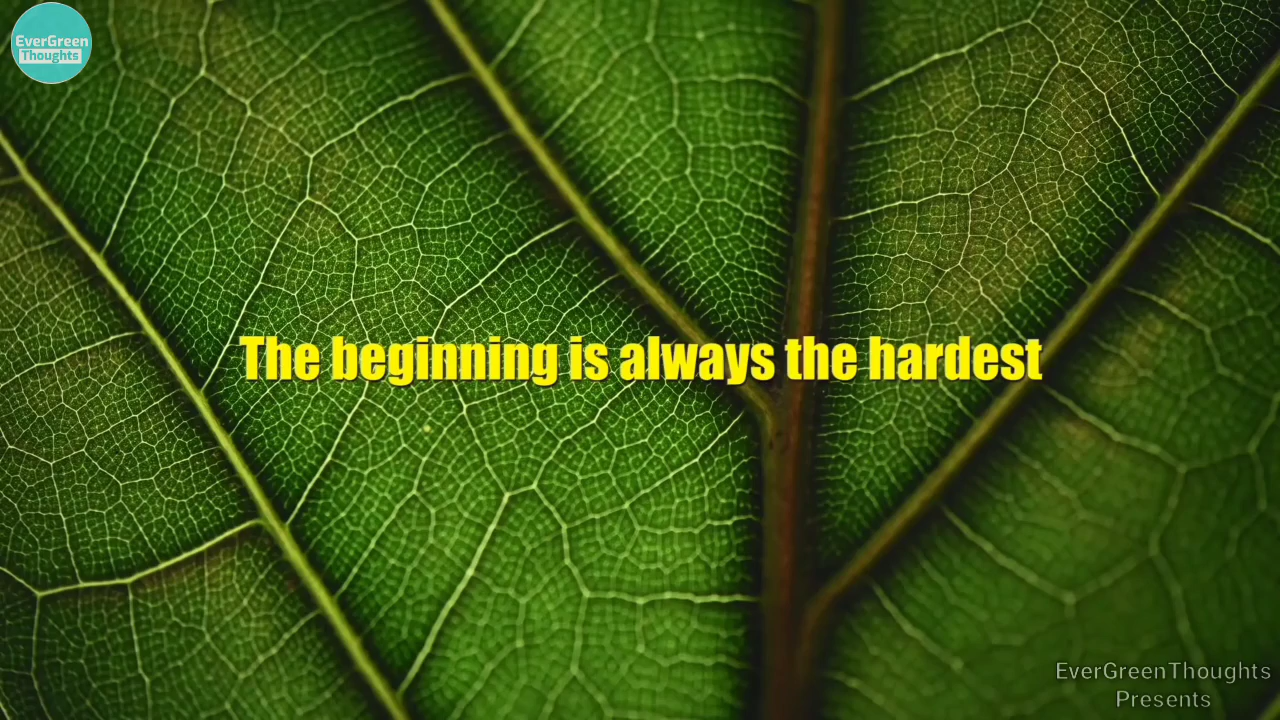 EverGreen
Thoughts
The beginning is always the hardest
EverGreenThoughts
Presents